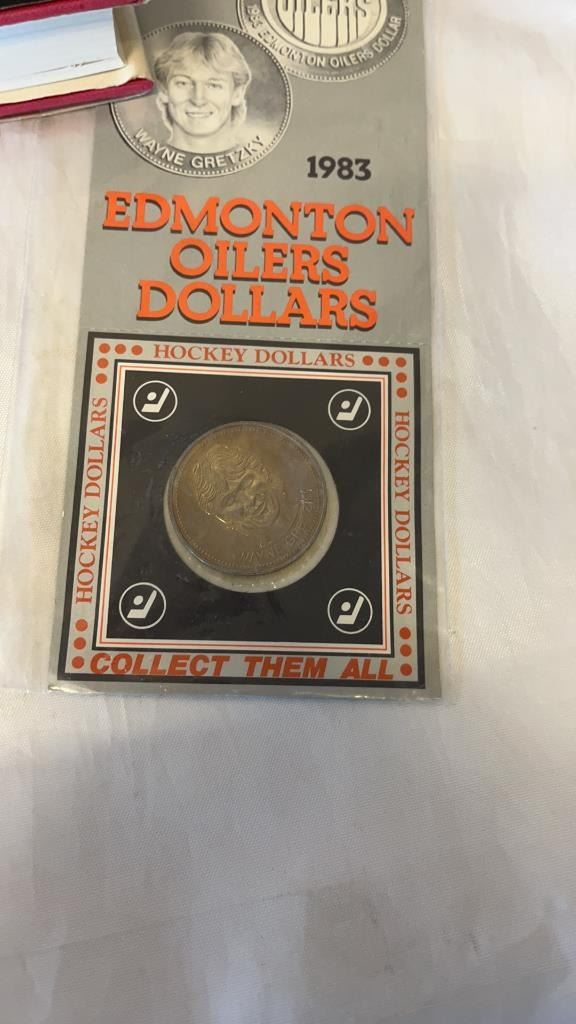 OILERS
1983 EDMONTON OILERS DOLLAR
WAYNE GRETZKY
1983
EDMONTON
OILERS
DOLLARS
HOCKEY DOLLARS
HOCKEY DOLLARS
HOCKEY DOLLARS
WAYNE
COLLECT THEM ALL